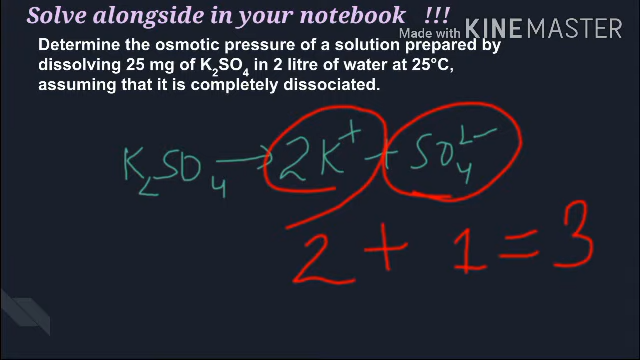 Solve alongside in your notebook !!!
Made with KINEMASTER
Determine the osmotic pressure of a solution prepared by
dissolving 25 mg of K₂SO₄ in 2 litre of water at 25°C,
assuming that it is completely dissociated.
K₂SO₄ → 2K⁺ + SO₄²⁻
2 + 1 = 3